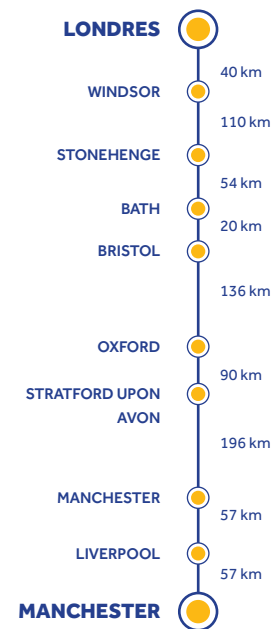 LONDRES
40 km
WINDSOR
110 km
STONEHENGE
54 km
BATH
20 km
BRISTOL
136 km
OXFORD
90 km
STRATFORD UPON
AVON
196 km
MANCHESTER
57 km
LIVERPOOL
57 km
MANCHESTER